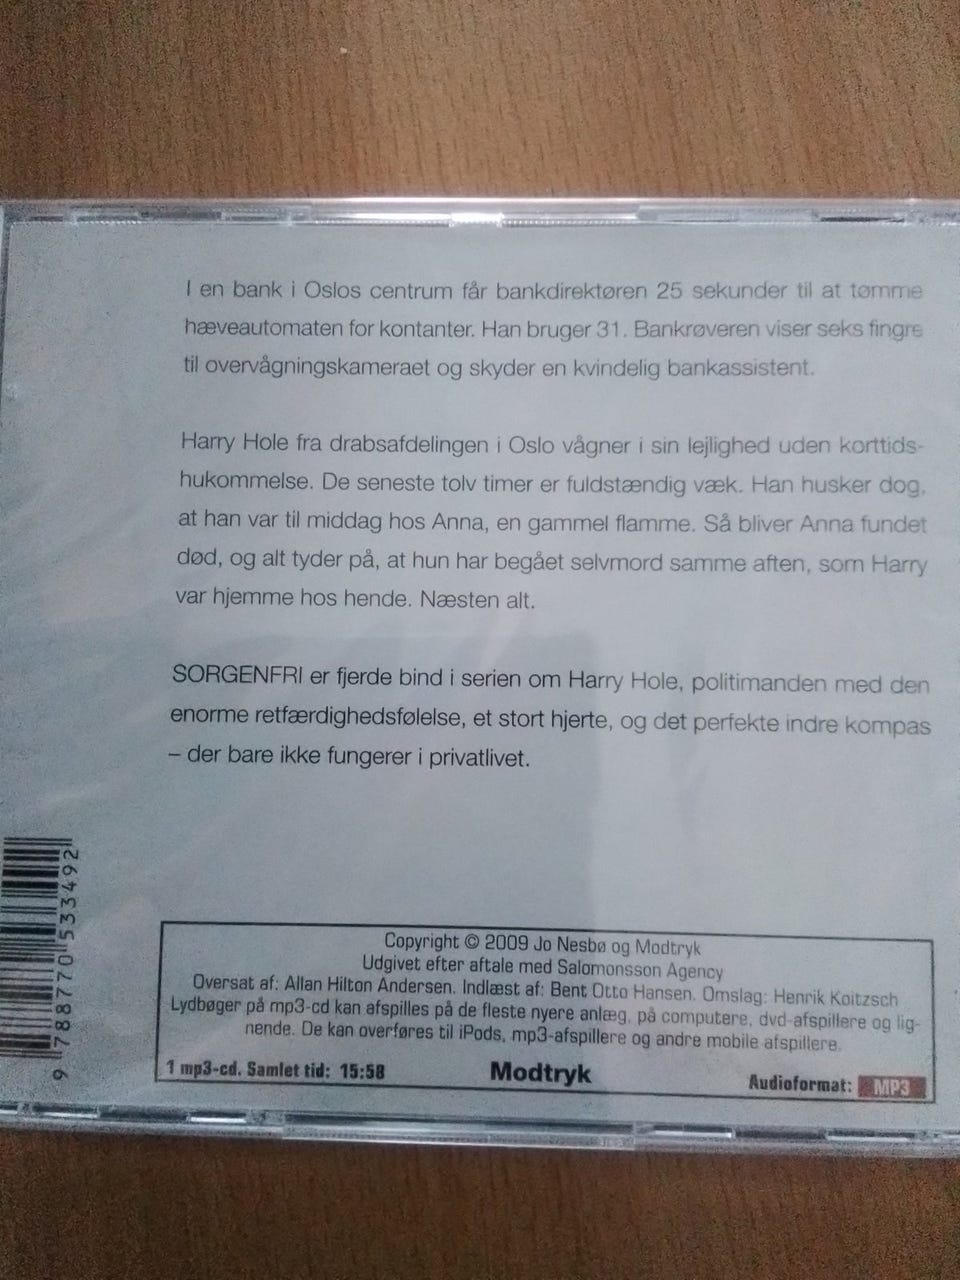 I en bank i Oslos centrum får bankdirektøren 25 sekunder til at tømme
hæveautomaten for kontanter. Han bruger 31. Bankrøveren viser seks fingre
til overvågningskameraet og skyder en kvindelig bankassistent.
Harry Hole fra drabsafdelingen i Oslo vågner i sin lejlighed uden korttids-
hukommelse. De seneste tolv timer er fuldstændig væk. Han husker dog,
at han var til middag hos Anna, en gammel flamme. Så bliver Anna fundet
død, og alt tyder på, at hun har begået selvmord samme aften, som Harry
var hjemme hos hende. Næsten alt.
SORGENFRI er fjerde bind i serien om Harry Hole, politimanden med den
enorme retfærdighedsfølelse, et stort hjerte, og det perfekte indre kompas
– der bare ikke fungerer i privatlivet.
9 788770 533492
Copyright © 2009 Jo Nesbø og Modtryk
Udgivet efter aftale med Salomonsson Agency
Oversat af: Allan Hilton Andersen. Indlæst af: Bent Otto Hansen. Omslag: Henrik Koitzsch
Lydbøger på mp3-cd kan afspilles på de fleste nyere anlæg, på computere, dvd-afspillere og lig-
nende. De kan overføres til iPods, mp3-afspillere og andre mobile afspillere.
1 mp3-cd. Samlet tid: 15:58
Modtryk
Audioformat: MP3